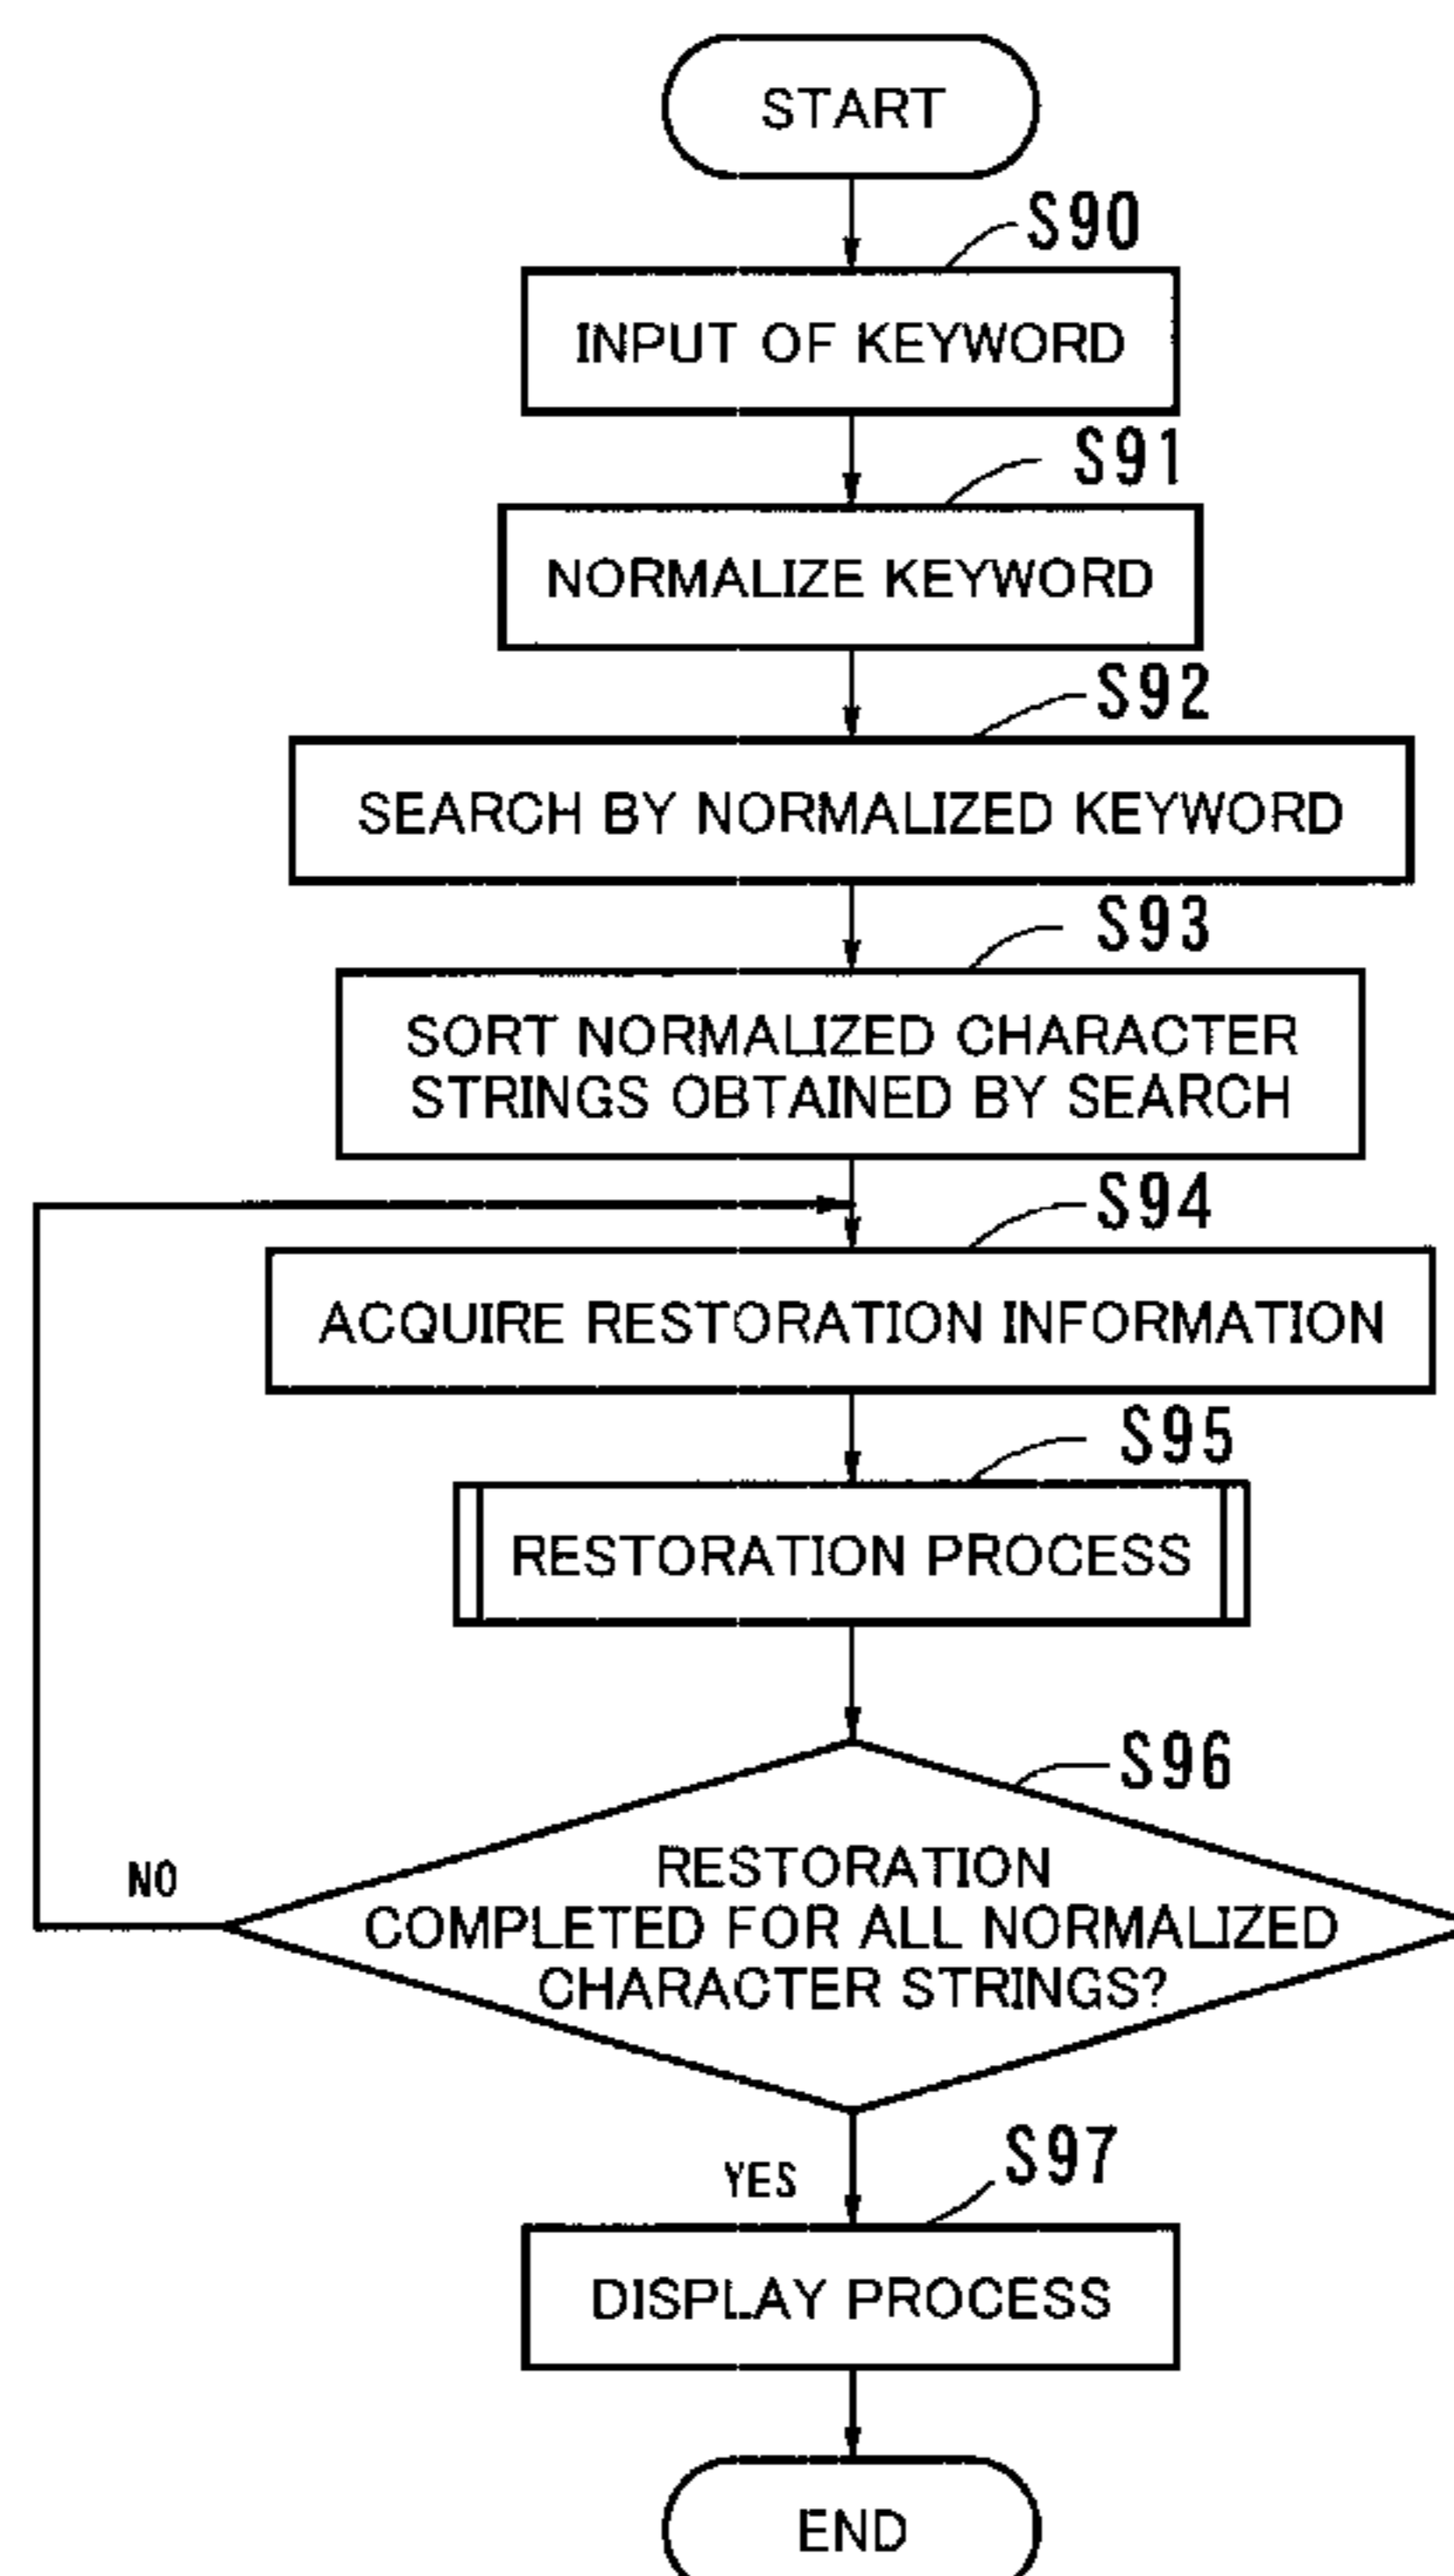 START
S90
INPUT OF KEYWORD
S91
NORMALIZE KEYWORD
S92
SEARCH BY NORMALIZED KEYWORD
S93
SORT NORMALIZED CHARACTER
STRINGS OBTAINED BY SEARCH
S94
ACQUIRE RESTORATION INFORMATION
S95
RESTORATION PROCESS
S96
RESTORATION
COMPLETED FOR ALL NORMALIZED
CHARACTER STRINGS?
NO
YES
S97
DISPLAY PROCESS
END